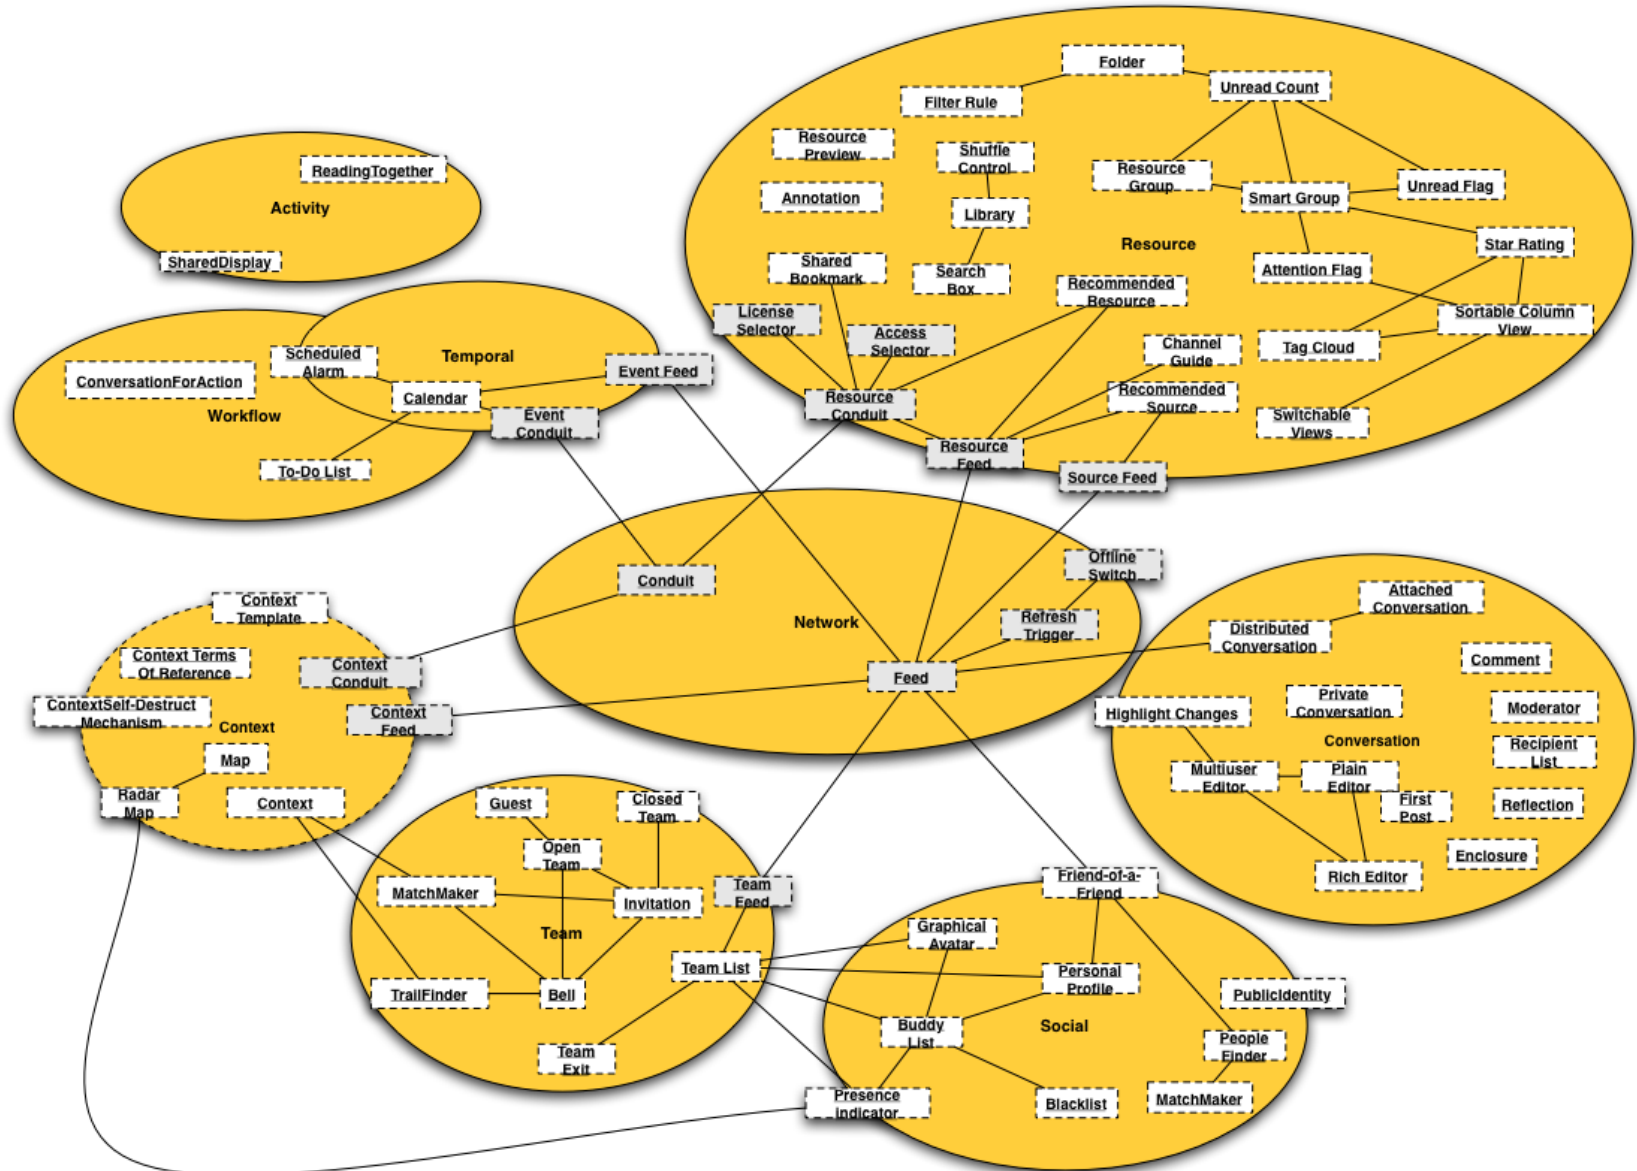 Folder
Unread Count
Filter Rule
Resource
Preview
Shuffle
Control
Resource
Group
Unread Flag
Annotation
Smart Group
Library
Resource
Star Rating
Shared
Bookmark
Search
Box
Attention Flag
Recommended
Resource
License
Selector
Access
Selector
Sortable Column
View
Tag Cloud
Channel
Guide
Recommended
Source
Resource
Conduit
Switchable
Views
Resource
Feed
Source Feed
ReadingTogether
Activity
SharedDisplay
Scheduled
Alarm
Temporal
Event Feed
ConversationForAction
Calendar
Workflow
Event
Conduit
To-Do List
Conduit
Offline
Switch
Network
Refresh
Trigger
Feed
Context
Template
Context Terms
Of Reference
Context
Conduit
ContextSelf-Destruct
Mechanism
Context
Feed
Context
Map
Radar
Map
Context
Attached
Conversation
Distributed
Conversation
Comment
Private
Conversation
Moderator
Highlight Changes
Conversation
Recipient
List
Multiuser
Editor
Plain
Editor
First
Post
Reflection
Enclosure
Rich Editor
Guest
Closed
Team
Open
Team
MatchMaker
Invitation
Team
Feed
Team
Team List
TrailFinder
Bell
Team
Exit
Friend-of-a-
Friend
Graphical
Avatar
Personal
Profile
PublicIdentity
Buddy
List
Social
People
Finder
Presence
indicator
Blacklist
MatchMaker